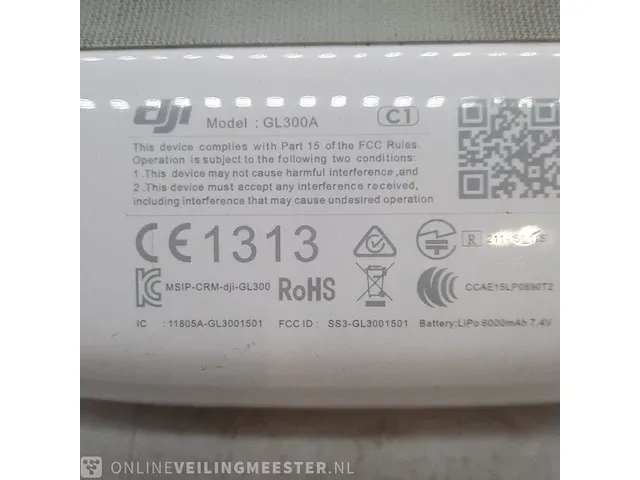 dji Model : GL300A C1
This device complies with Part 15 of the FCC Rules.
Operation is subject to the following two conditions:
1 .This device may not cause harmful interference ,and
2 .This device must accept any interference received,
including interference that may cause undesired operation
CE1313 R
MSIP-CRM-dji-GL300 RoHS CCAE15LP0690T2
IC : 11805A-GL3001501 FCC ID : SS3-GL3001501 Battery:LiPo 6000mAh 7.4V
ONLINEVEILINGMEESTER.NL